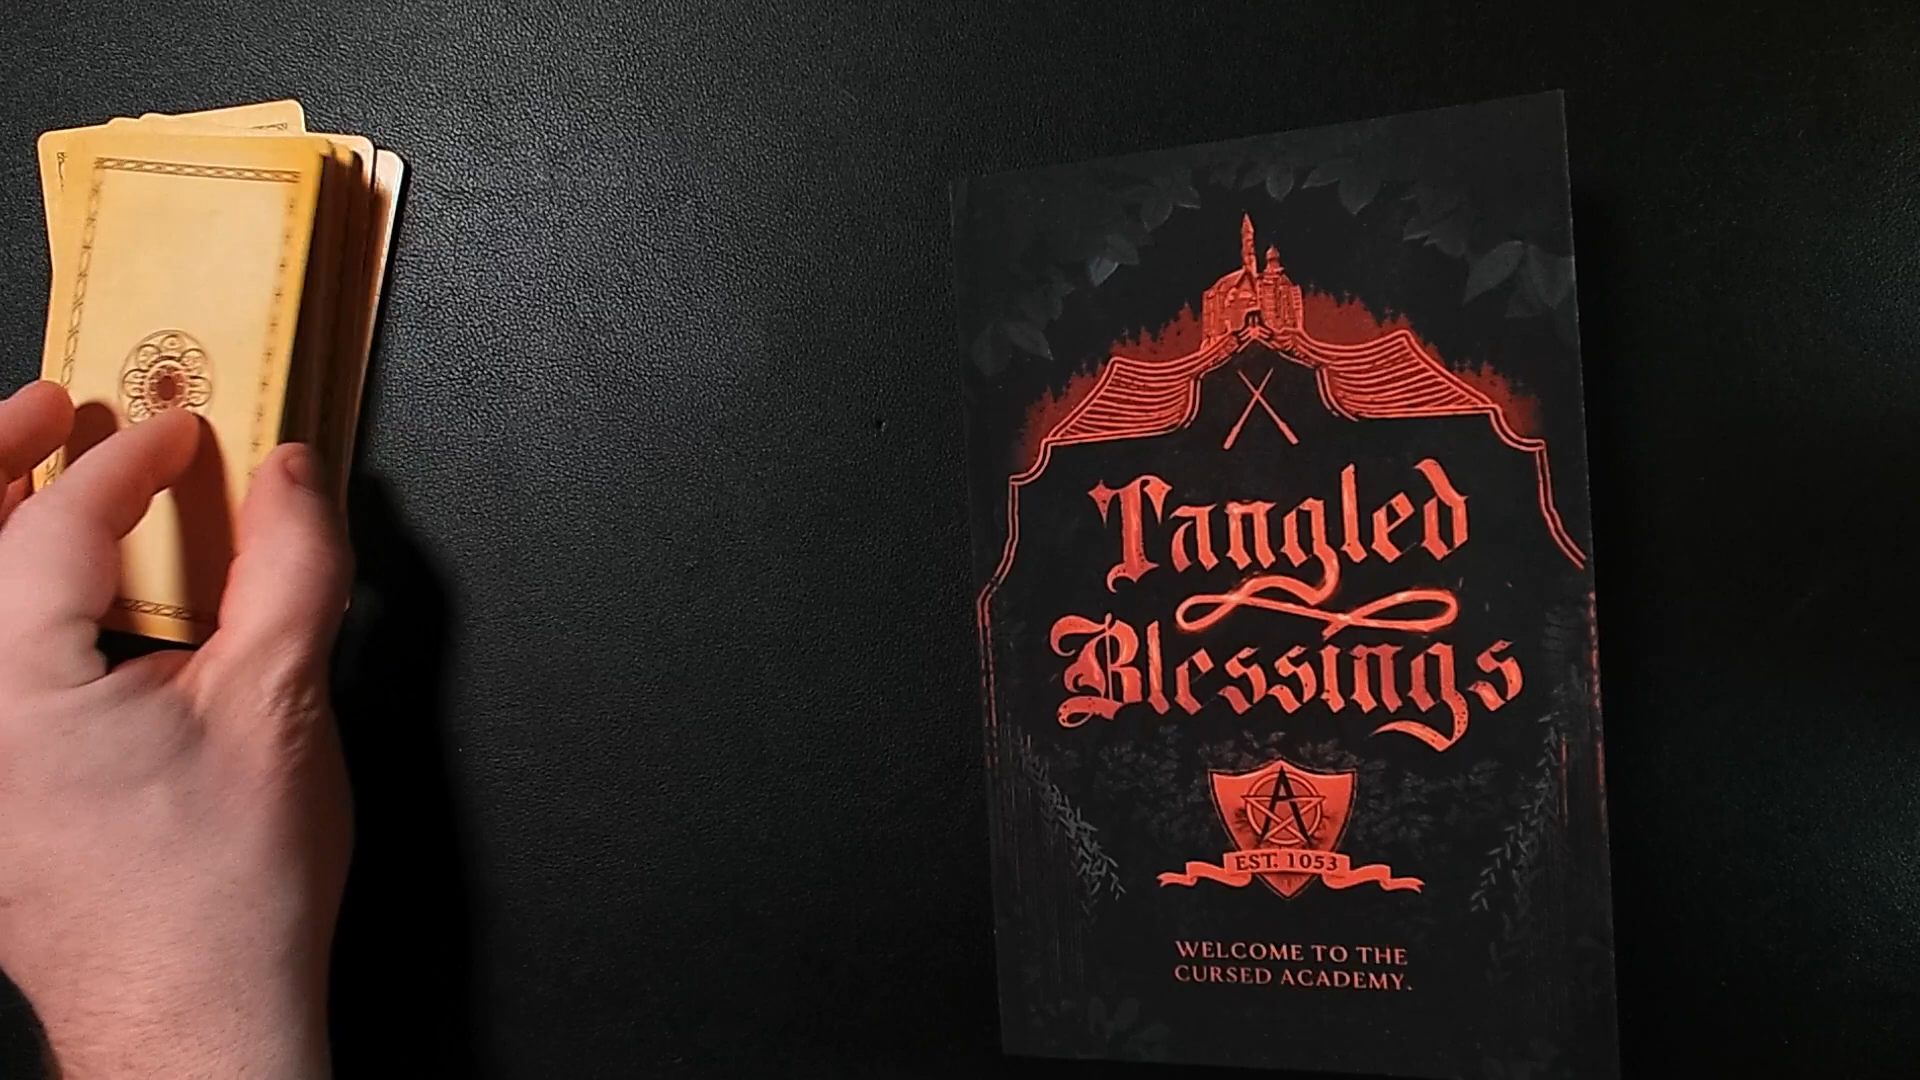 Tangled
Blessings
A
EST. 1053
WELCOME TO THE
CURSED ACADEMY.